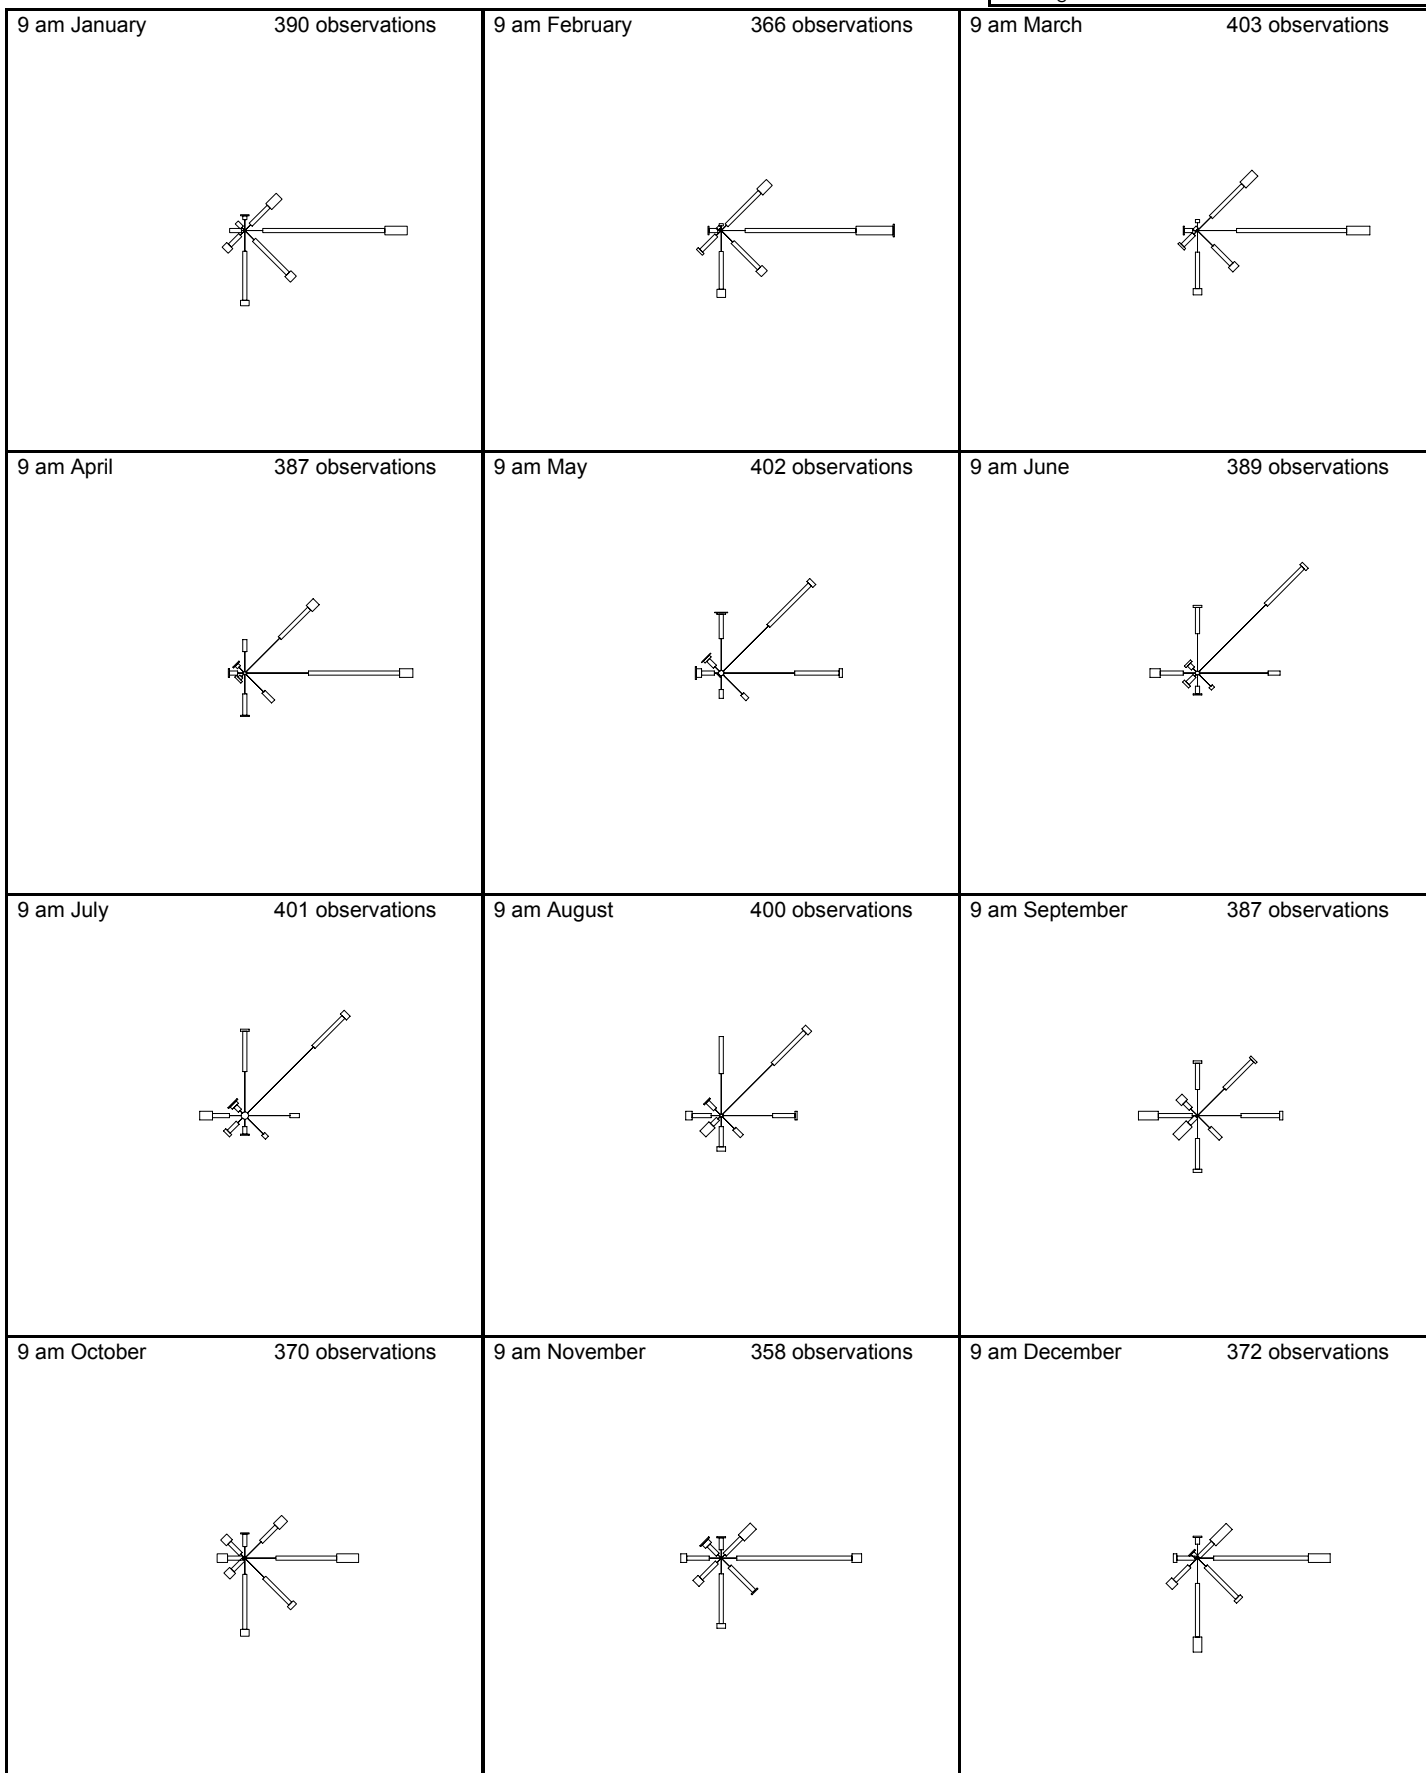 9 am January 390 observations
9 am February 366 observations
9 am March 403 observations
9 am April 387 observations
9 am May 402 observations
9 am June 389 observations
9 am July 401 observations
9 am August 400 observations
9 am September 387 observations
9 am October 370 observations
9 am November 358 observations
9 am December 372 observations